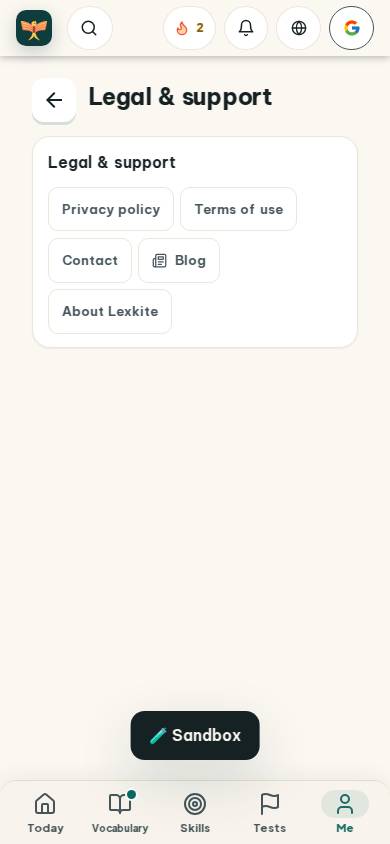 2
Legal & support
Legal & support
Privacy policy
Terms of use
Contact
Blog
About Lexkite
Sandbox
Today
Vocabulary
Skills
Tests
Me